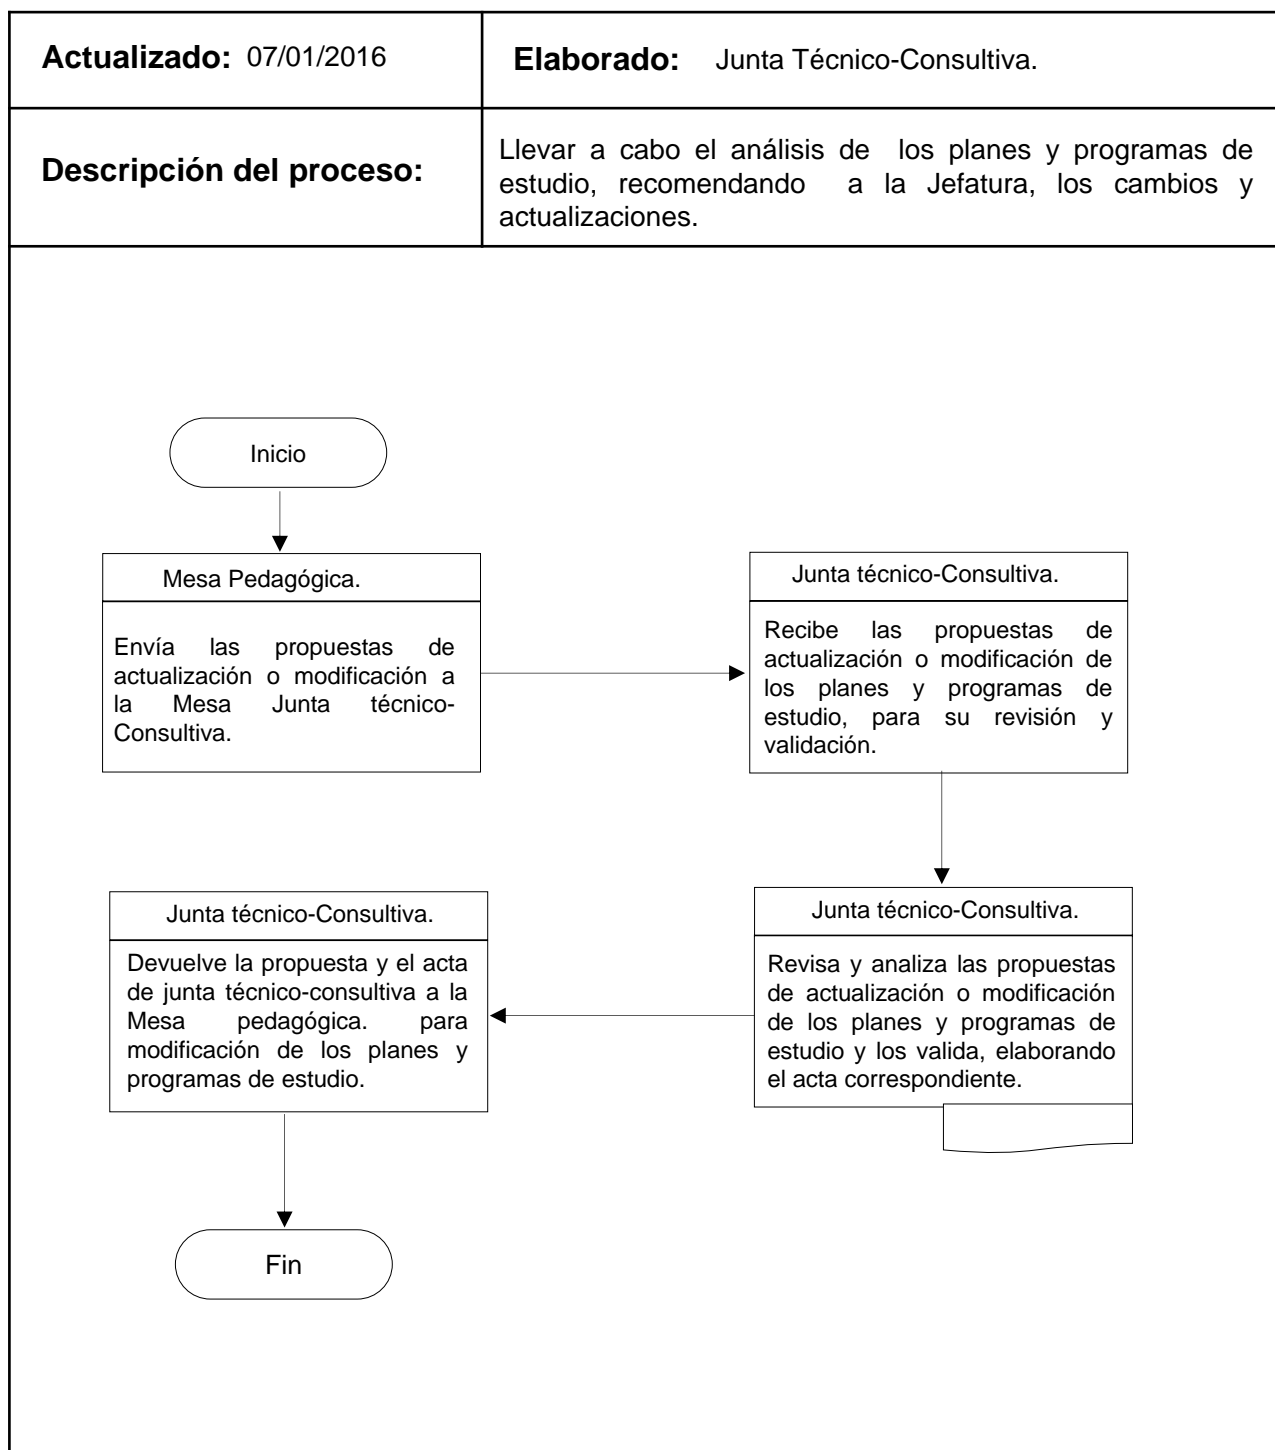 Actualizado: 07/01/2016
Elaborado: Junta Técnico-Consultiva.
Descripción del proceso:
Llevar a cabo el análisis de los planes y programas de
estudio, recomendando a la Jefatura, los cambios y
actualizaciones.
Inicio
Mesa Pedagógica.
Envía las propuestas de
actualización o modificación a
la Mesa Junta técnico-
Consultiva.
Junta técnico-Consultiva.
Recibe las propuestas de
actualización o modificación de
los planes y programas de
estudio, para su revisión y
validación.
Junta técnico-Consultiva.
Revisa y analiza las propuestas
de actualización o modificación
de los planes y programas de
estudio y los valida, elaborando
el acta correspondiente.
Junta técnico-Consultiva.
Devuelve la propuesta y el acta
de junta técnico-consultiva a la
Mesa pedagógica. para
modificación de los planes y
programas de estudio.
Fin